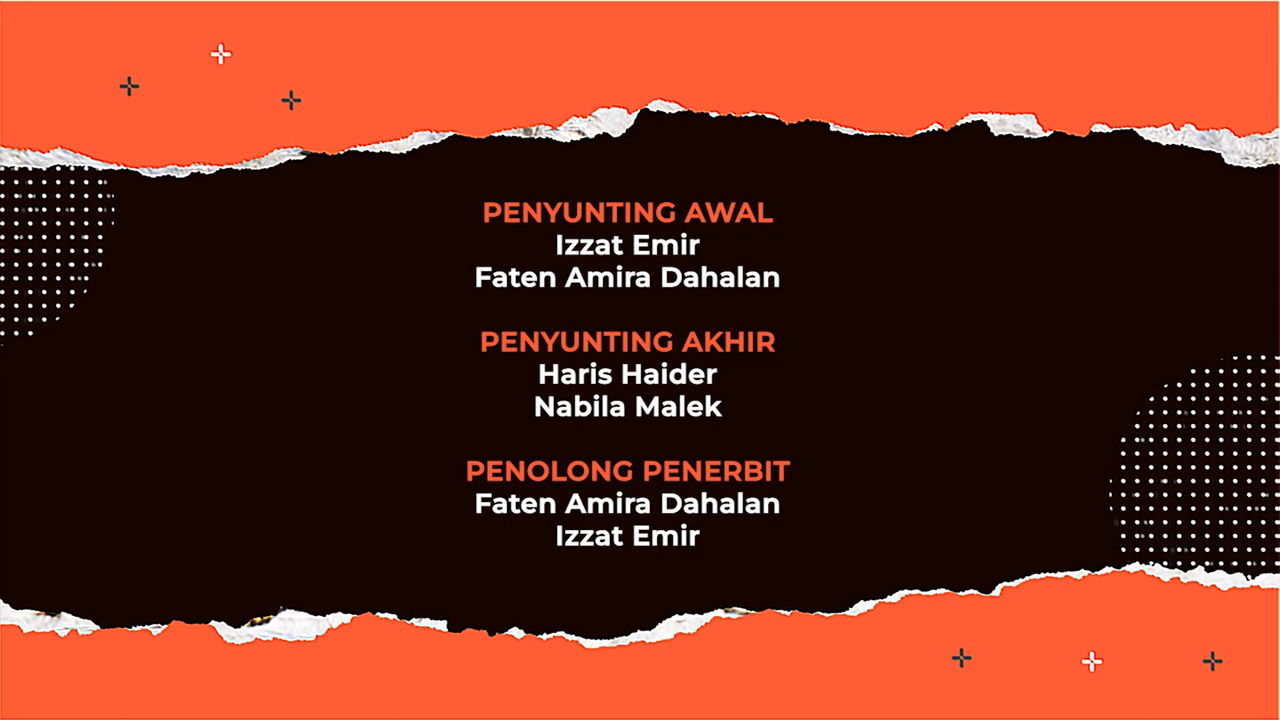 PENYUNTING AWAL
Izzat Emir
Faten Amira Dahalan
PENYUNTING AKHIR
Haris Haider
Nabila Malek
PENOLONG PENERBIT
Faten Amira Dahalan
Izzat Emir